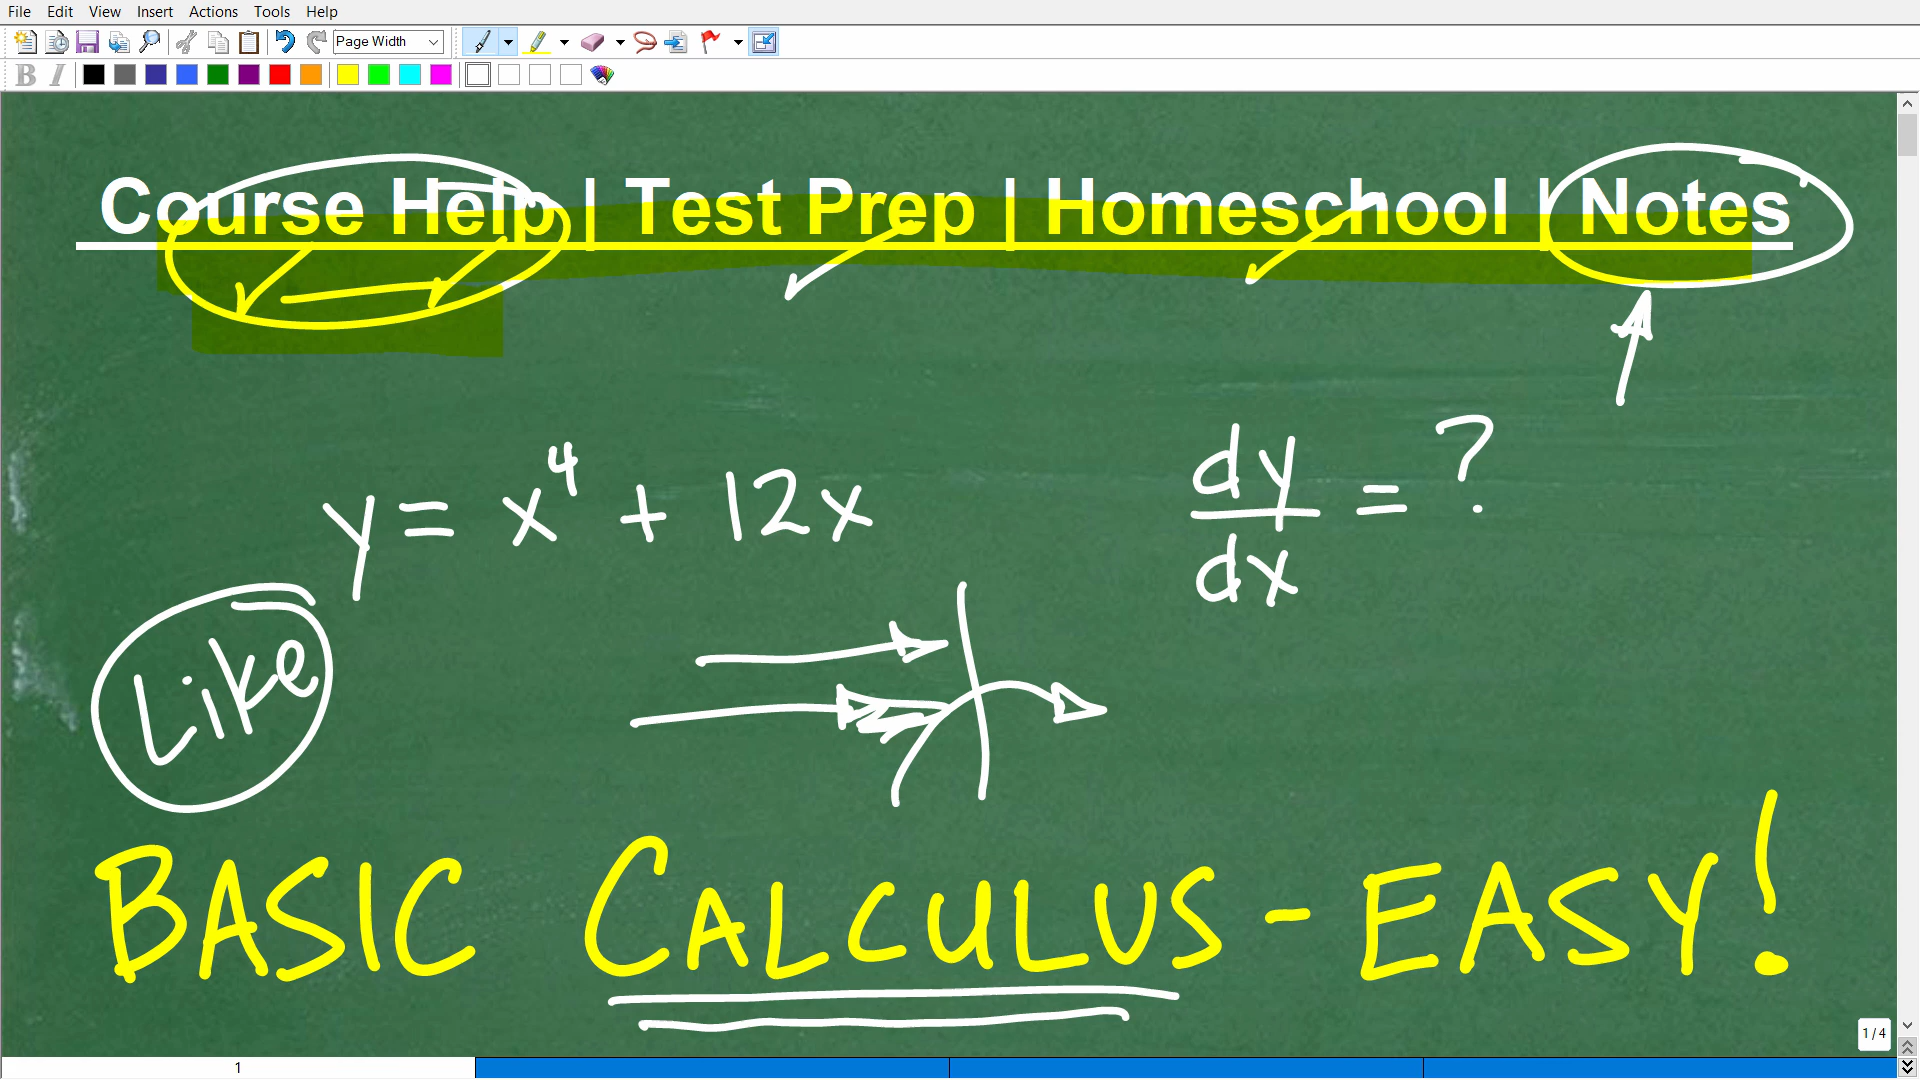 File Edit View Insert Actions Tools Help
Page Width
B I
Course Help | Test Prep | Homeschool | Notes
y = x⁴ + 12x
dy/dx = ?
Like
BASIC CALCULUS - EASY!
1 / 4
1